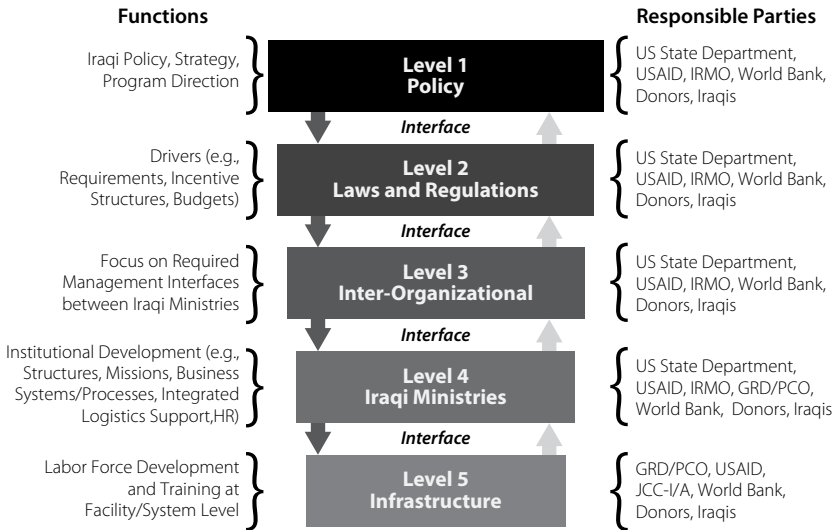 Functions
Responsible Parties
Iraqi Policy, Strategy,
Program Direction
Level 1
Policy
US State Department,
USAID, IRMO, World Bank,
Donors, Iraqis
Interface
Drivers (e.g.,
Requirements, Incentive
Structures, Budgets)
Level 2
Laws and Regulations
US State Department,
USAID, IRMO, World Bank,
Donors, Iraqis
Interface
Focus on Required
Management Interfaces
between Iraqi Ministries
Level 3
Inter-Organizational
US State Department,
USAID, IRMO, World Bank,
Donors, Iraqis
Interface
Institutional Development (e.g.,
Structures, Missions, Business
Systems/Processes, Integrated
Logistics Support,HR)
Level 4
Iraqi Ministries
US State Department,
USAID, IRMO, GRD/PCO,
World Bank, Donors, Iraqis
Interface
Labor Force Development
and Training at
Facility/System Level
Level 5
Infrastructure
GRD/PCO, USAID,
JCC-I/A, World Bank,
Donors, Iraqis